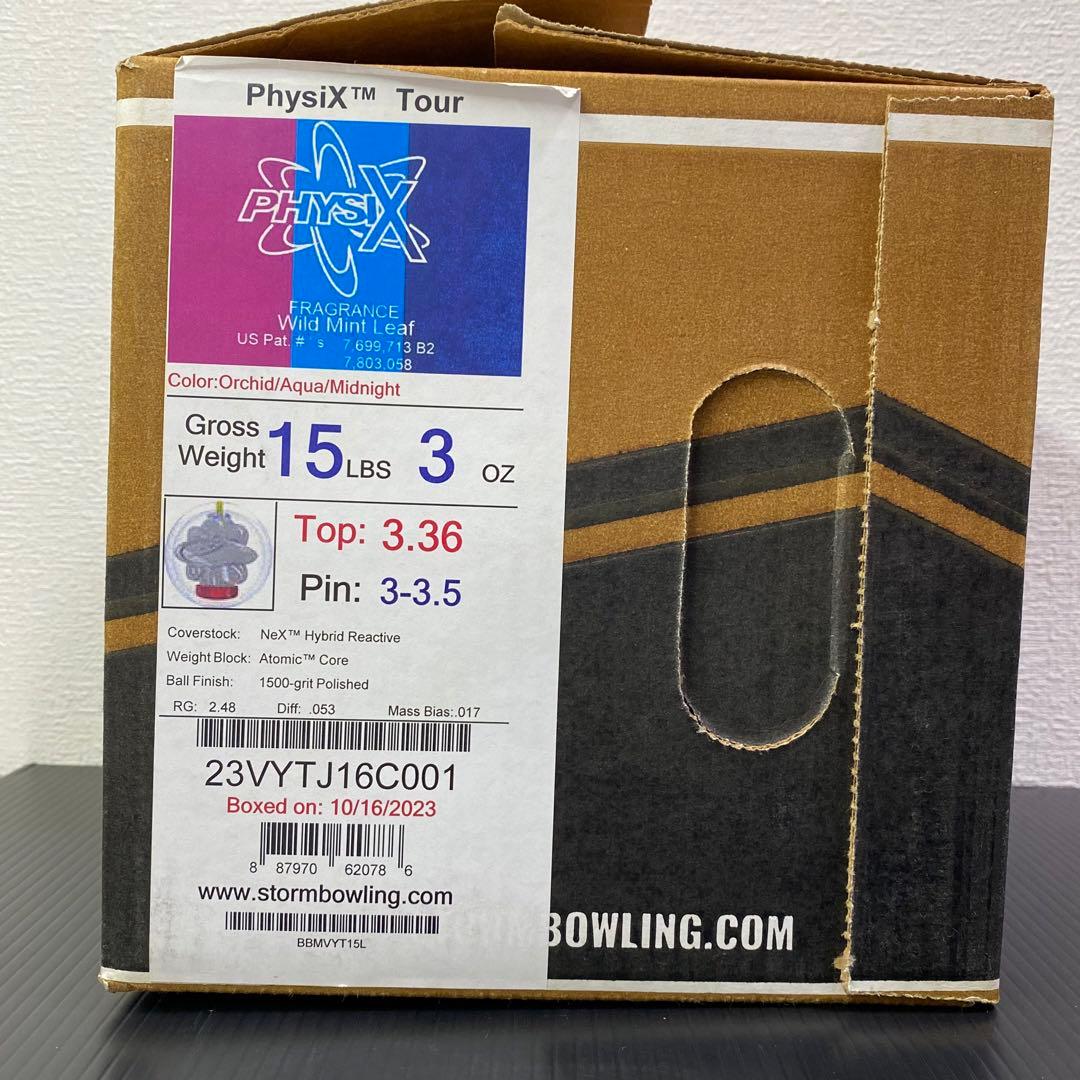 PhysiX™ Tour
PHYSIX
FRAGRANCE
Wild Mint Leaf
US Pat. # 's 7,699,713 B2
7,803,058
Color:Orchid/Aqua/Midnight
Gross Weight 15 LBS 3 OZ
Top: 3.36
Pin: 3-3.5
Coverstock: NeX™ Hybrid Reactive
Weight Block: Atomic™ Core
Ball Finish: 1500-grit Polished
RG: 2.48 Diff: .053 Mass Bias:.017
23VYTJ16C001
Boxed on: 10/16/2023
8 87970 62078 6
www.stormbowling.com
BBMVYT15L
BOWLING.COM